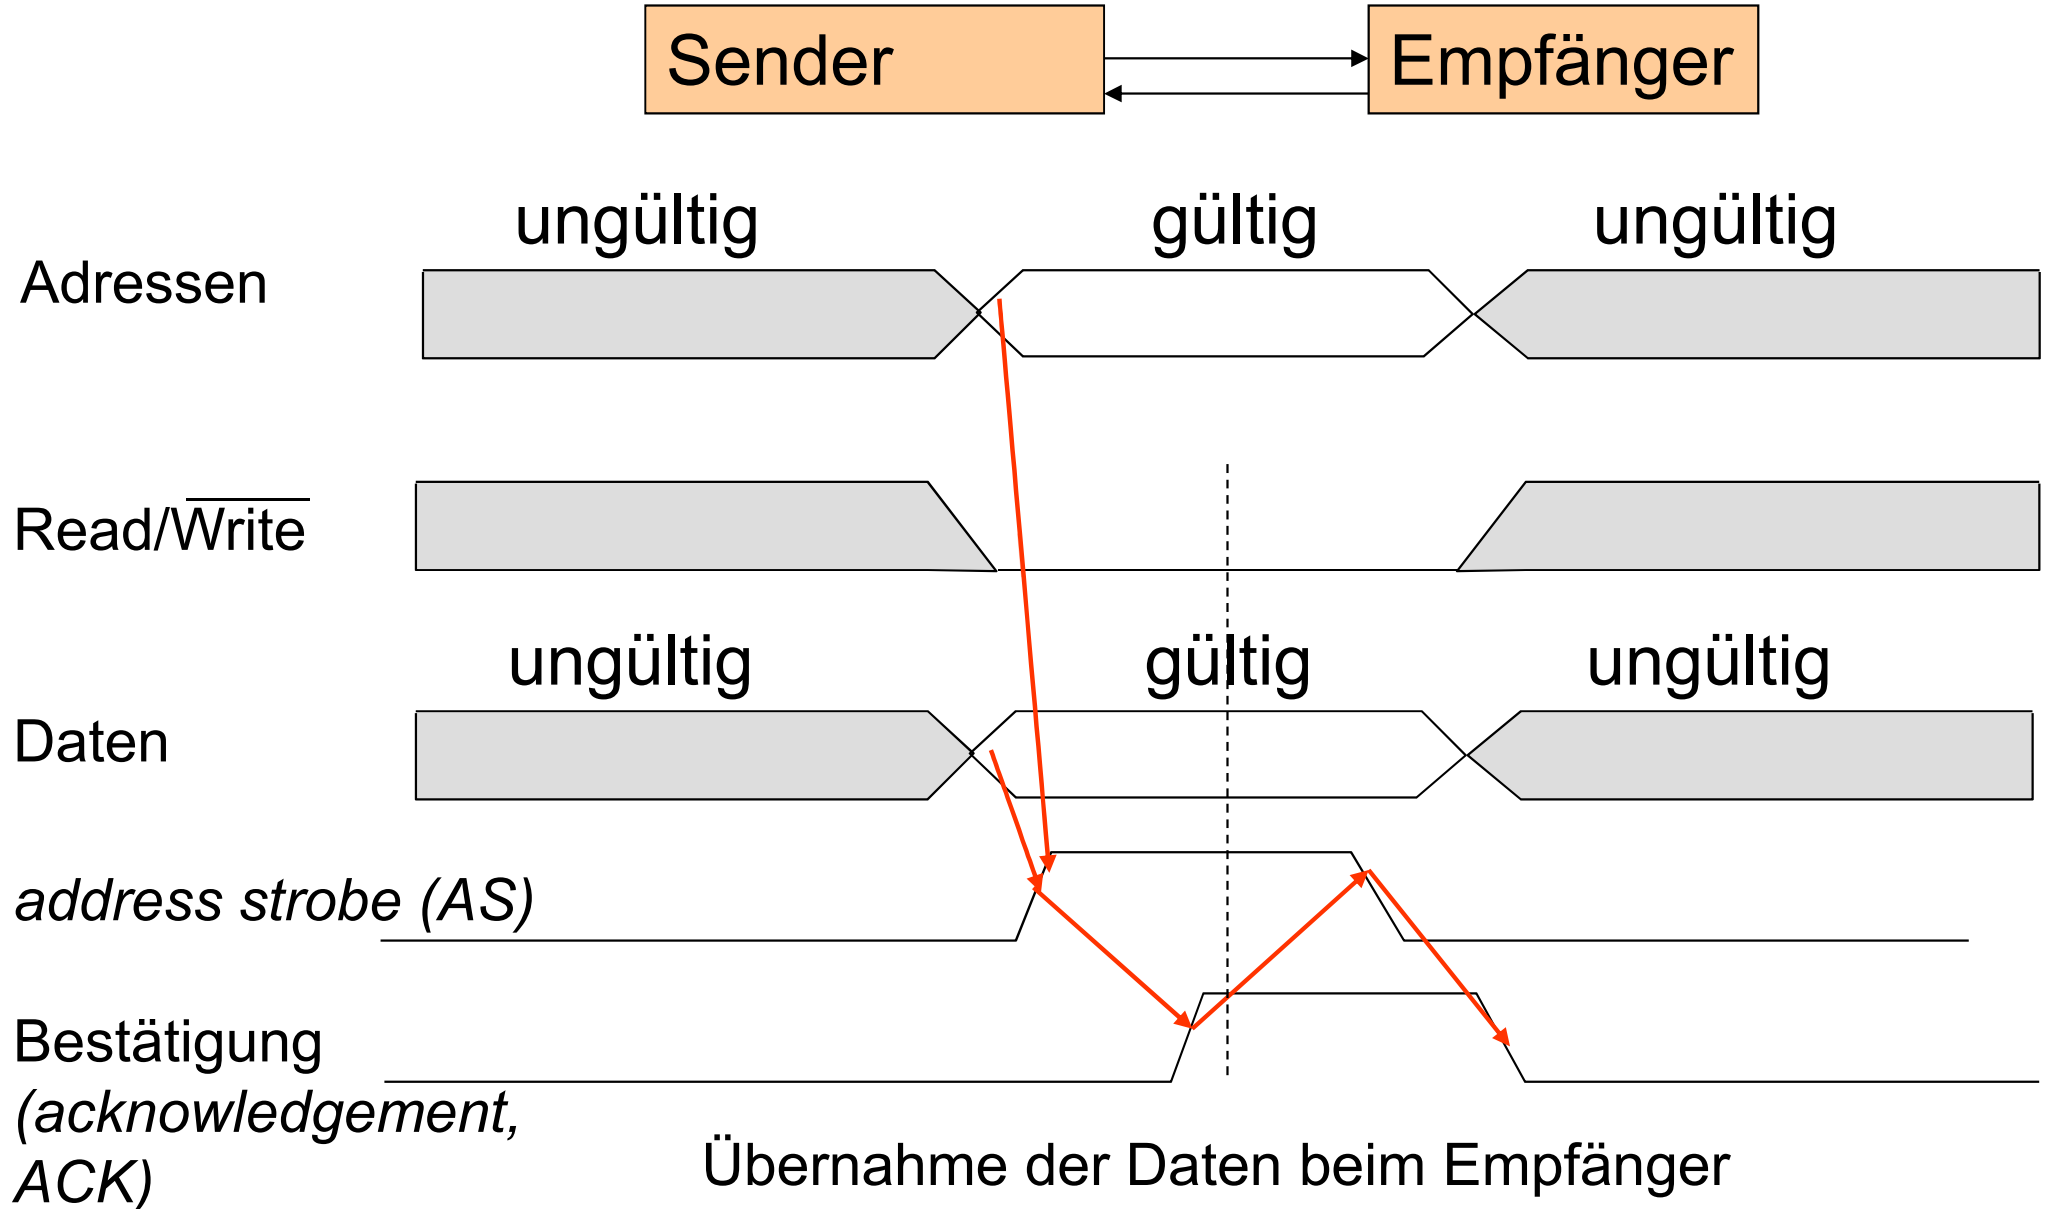 Sender
Empfänger
ungültig gültig ungültig
Adressen
Read/Write
ungültig gültig ungültig
Daten
address strobe (AS)
Bestätigung
(acknowledgement,
ACK)
Übernahme der Daten beim Empfänger